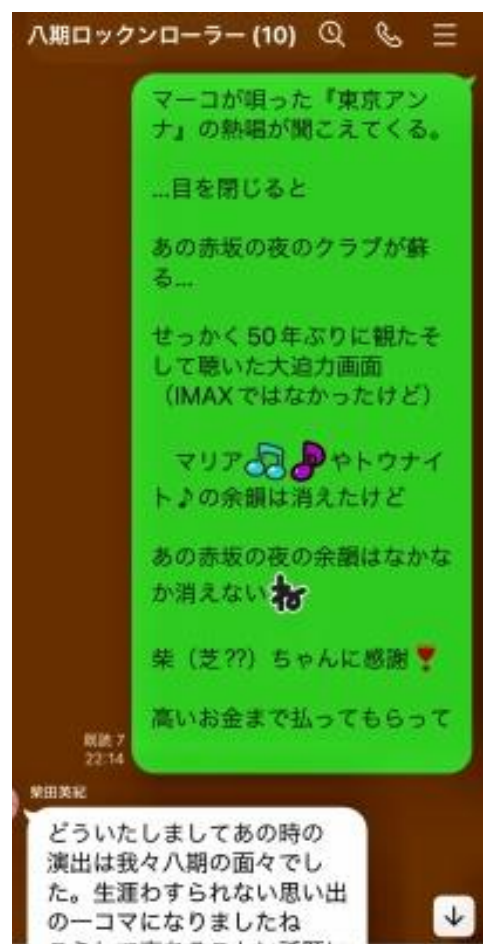 八期ロックンローラー (10)
マーコが唄った『東京アン
ナ』の熱唱が聞こえてくる。
...目を閉じると
あの赤坂の夜のクラブが蘇
る...
せっかく50年ぶりに観たそ
して聴いた大迫力画面
(IMAXではなかったけど)
マリア🎵🎵やトウナイ
ト♪の余韻は消えたけど
あの赤坂の夜の余韻はなかな
か消えないね
柴(芝??)ちゃんに感謝❣
高いお金まで払ってもらって
既読 7
22:14
柴田英紀
どういたしましてあの時の
演出は我々八期の面々でし
た。生涯わすられない思い出
の一コマになりましたね